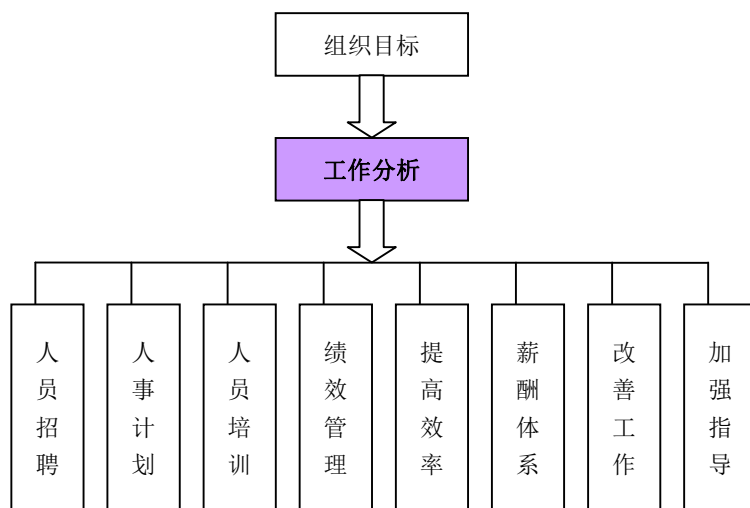 组织目标
工作分析
人员招聘
人事计划
人员培训
绩效管理
提高效率
薪酬体系
改善工作
加强指导